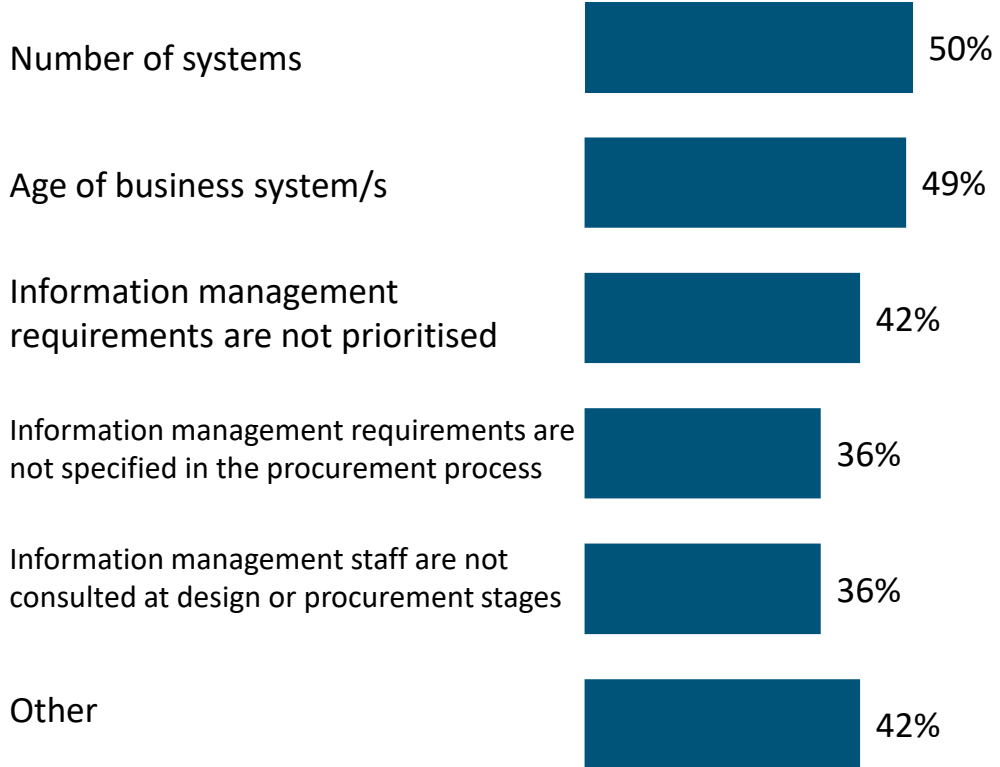 Number of systems
50%
Age of business system/s
49%
Information management
requirements are not prioritised
42%
Information management requirements are
not specified in the procurement process
36%
Information management staff are not
consulted at design or procurement stages
36%
Other
42%